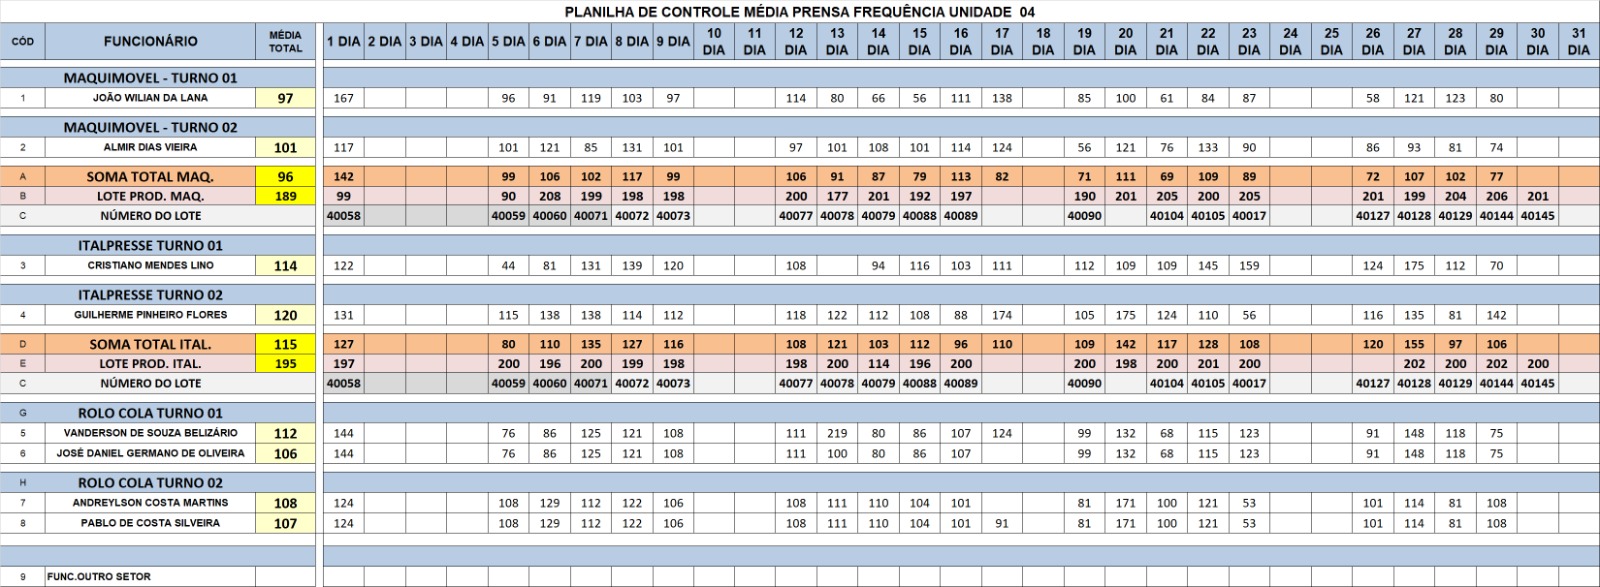 PLANILHA DE CONTROLE MÉDIA PRENSA FREQUÊNCIA UNIDADE 04
CÓD FUNCIONÁRIO MÉDIA TOTAL 1 DIA 2 DIA 3 DIA 4 DIA 5 DIA 6 DIA 7 DIA 8 DIA 9 DIA 10 DIA 11 DIA 12 DIA 13 DIA 14 DIA 15 DIA 16 DIA 17 DIA 18 DIA 19 DIA 20 DIA 21 DIA 22 DIA 23 DIA 24 DIA 25 DIA 26 DIA 27 DIA 28 DIA 29 DIA 30 DIA 31 DIA
MAQUIMOVEL - TURNO 01
1 JOÃO WILIAN DA LANA 97 167 96 91 119 103 97 114 80 66 56 111 138 85 100 61 84 87 58 121 123 80
MAQUIMOVEL - TURNO 02
2 ALMIR DIAS VIEIRA 101 117 101 121 85 131 101 97 101 108 101 114 124 56 121 76 133 90 86 93 81 74
A SOMA TOTAL MAQ. 96 142 99 106 102 117 99 106 91 87 79 113 82 71 111 69 109 89 72 107 102 77
B LOTE PROD. MAQ. 189 99 90 208 199 198 198 200 177 201 192 197 190 201 205 200 205 201 199 204 206 201
C NÚMERO DO LOTE 40058 40059 40060 40071 40072 40073 40077 40078 40079 40088 40089 40090 40104 40105 40017 40127 40128 40129 40144 40145
ITALPRESSE TURNO 01
3 CRISTIANO MENDES LINO 114 122 44 81 131 139 120 108 94 116 103 111 112 109 109 145 159 124 175 112 70
ITALPRESSE TURNO 02
4 GUILHERME PINHEIRO FLORES 120 131 115 138 138 114 112 118 122 112 108 88 174 105 175 124 110 56 116 135 81 142
D SOMA TOTAL ITAL. 115 127 80 110 135 127 116 108 121 103 112 96 110 109 142 117 128 108 120 155 97 106
E LOTE PROD. ITAL. 195 197 200 196 200 199 198 198 200 114 196 200 200 198 200 201 200 202 200 202 200
C NÚMERO DO LOTE 40058 40059 40060 40071 40072 40073 40077 40078 40079 40088 40089 40090 40104 40105 40017 40127 40128 40129 40144 40145
G ROLO COLA TURNO 01
5 VANDERSON DE SOUZA BELIZÁRIO 112 144 76 86 125 121 108 111 219 80 86 107 124 99 132 68 115 123 91 148 118 75
6 JOSÉ DANIEL GERMANO DE OLIVEIRA 106 144 76 86 125 121 108 111 100 80 86 107 99 132 68 115 123 91 148 118 75
H ROLO COLA TURNO 02
7 ANDREYLSON COSTA MARTINS 108 124 108 129 112 122 106 108 111 110 104 101 81 171 100 121 53 101 114 81 108
8 PABLO DE COSTA SILVEIRA 107 124 108 129 112 122 106 108 111 110 104 101 91 81 171 100 121 53 101 114 81 108
9 FUNC.OUTRO SETOR